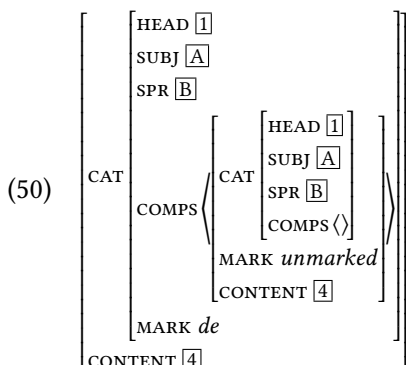 HEAD 1
SUBJ A
SPR B
(50) CAT COMPS ⟨ CAT HEAD 1
SUBJ A
SPR B
COMPS ⟨⟩
MARK unmarked
CONTENT 4 ⟩
MARK de
CONTENT 4